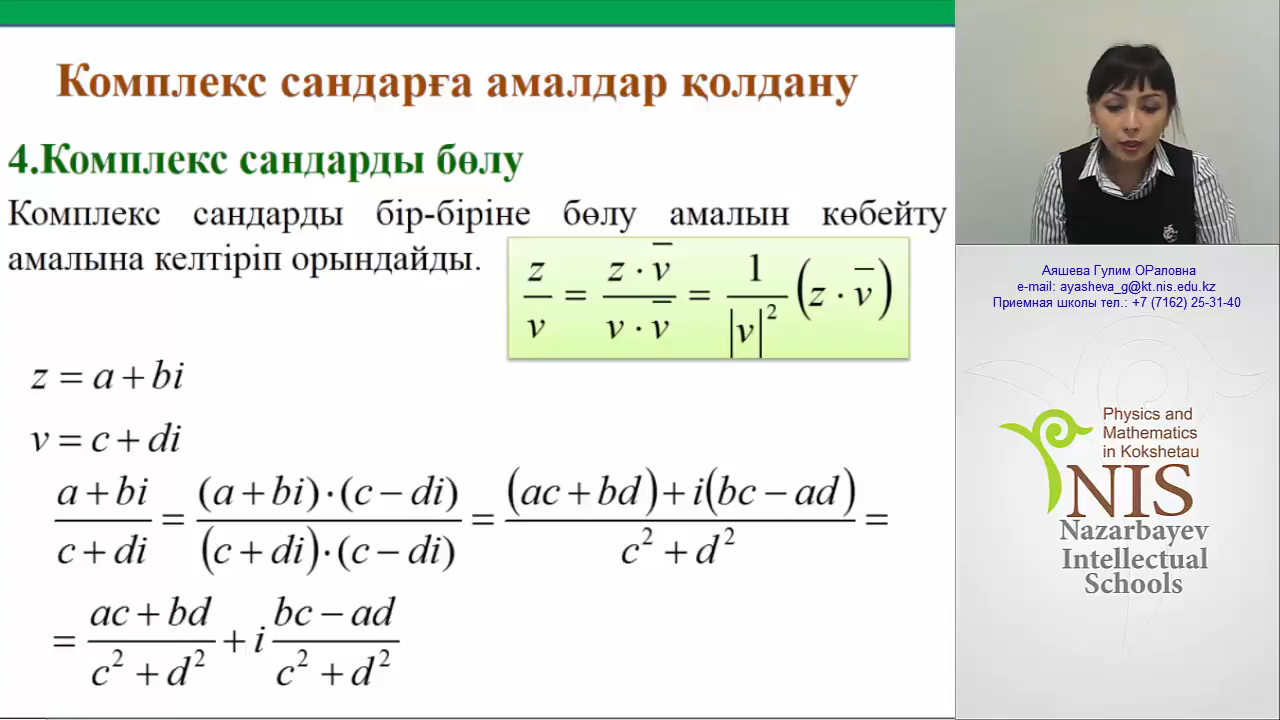 Комплекс сандарға амалдар қолдану
4.Комплекс сандарды бөлу
Комплекс сандарды бір-біріне бөлу амалын көбейту
амалына келтіріп орындайды.
z/v = (z · v̅)/(v · v̅) = 1/|v|² (z · v̅)
z = a + bi
v = c + di
(a + bi)/(c + di) = ((a + bi)·(c − di))/((c + di)·(c − di)) = ((ac + bd) + i(bc − ad))/(c² + d²) =
= (ac + bd)/(c² + d²) + i (bc − ad)/(c² + d²)
Аяшева Гулим ОРаловна
e-mail: ayasheva_g@kt.nis.edu.kz
Приемная школы тел.: +7 (7162) 25-31-40
Physics and
Mathematics
in Kokshetau
NIS
Nazarbayev
Intellectual
Schools